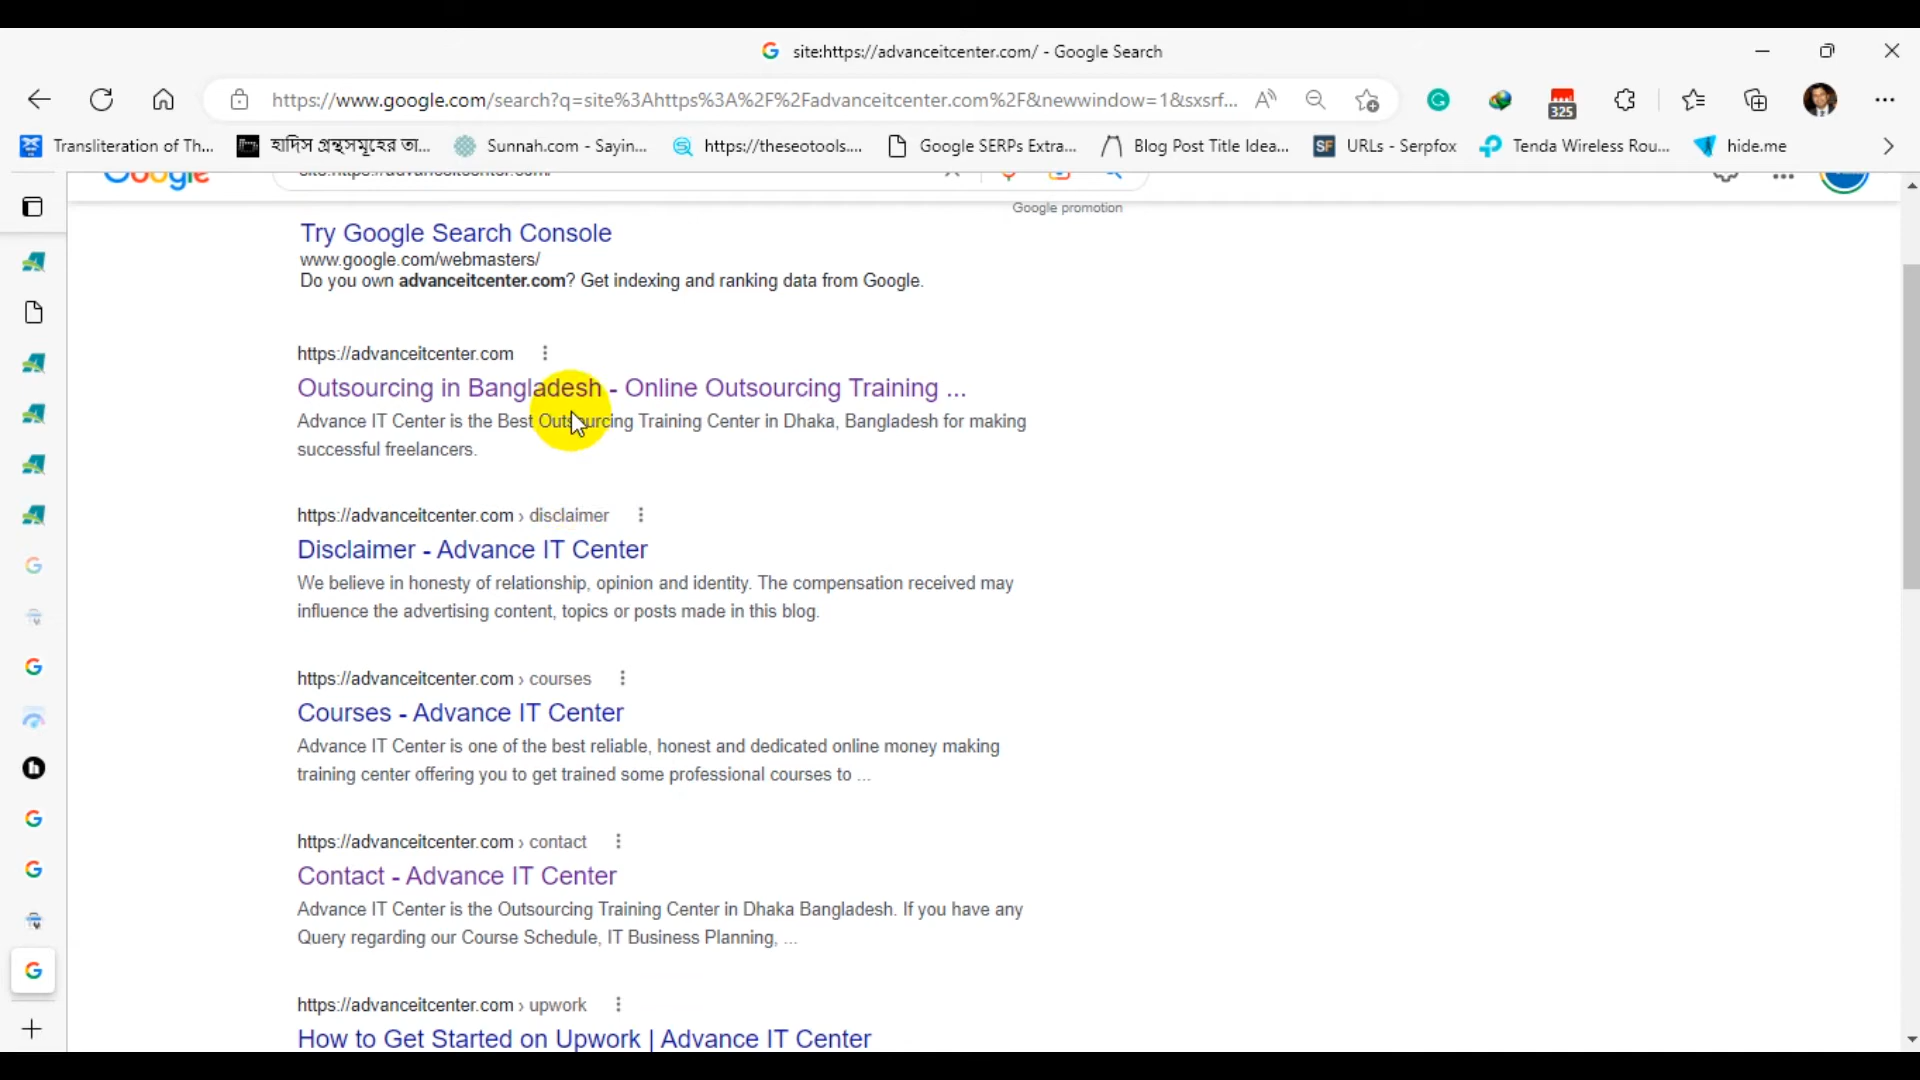 site:https://advanceitcenter.com/ - Google Search
https://www.google.com/search?q=site%3Ahttps%3A%2F%2Fadvanceitcenter.com%2F&newwindow=1&sxsrf...
325
Transliteration of Th...
হাদিস গ্রন্থসমূহের তা...
Sunnah.com - Sayin...
https://theseotools....
Google SERPs Extra...
Blog Post Title Idea...
SF
URLs - Serpfox
Tenda Wireless Rou...
hide.me
Google
site:https://advanceitcenter.com/
Google promotion
Try Google Search Console
www.google.com/webmasters/
Do you own advanceitcenter.com? Get indexing and ranking data from Google.
https://advanceitcenter.com
Outsourcing in Bangladesh - Online Outsourcing Training ...
Advance IT Center is the Best Outsourcing Training Center in Dhaka, Bangladesh for making
successful freelancers.
https://advanceitcenter.com › disclaimer
Disclaimer - Advance IT Center
We believe in honesty of relationship, opinion and identity. The compensation received may
influence the advertising content, topics or posts made in this blog.
https://advanceitcenter.com › courses
Courses - Advance IT Center
Advance IT Center is one of the best reliable, honest and dedicated online money making
training center offering you to get trained some professional courses to ...
https://advanceitcenter.com › contact
Contact - Advance IT Center
Advance IT Center is the Outsourcing Training Center in Dhaka Bangladesh. If you have any
Query regarding our Course Schedule, IT Business Planning, ...
https://advanceitcenter.com › upwork
How to Get Started on Upwork | Advance IT Center